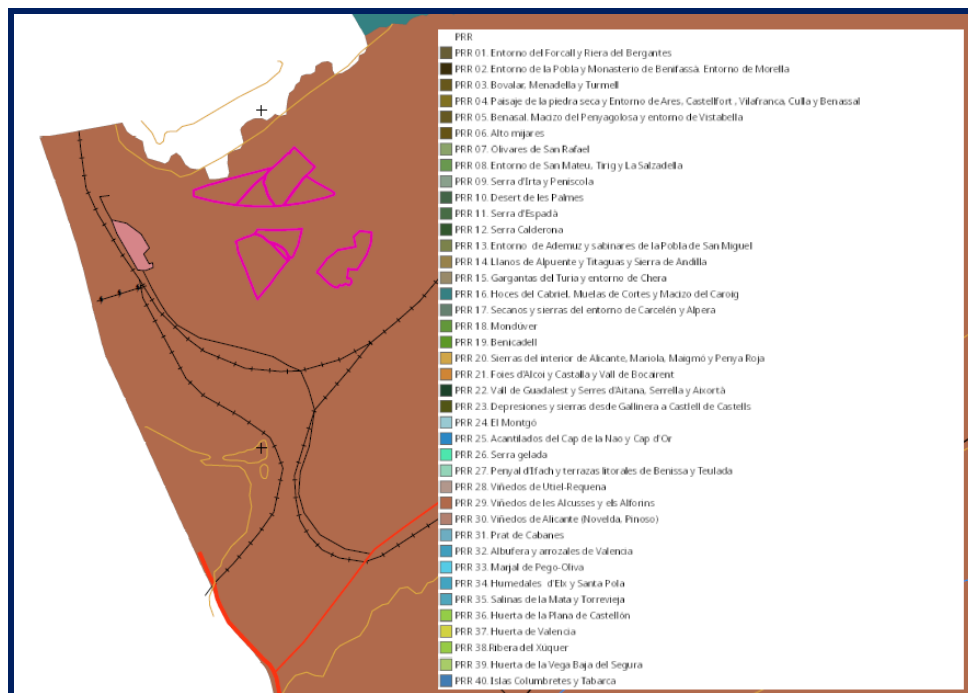 PRR
PRR 01. Entorno del Forcall y Riera del Bergantes
PRR 02. Entorno de la Pobla y Monasterio de Benifassà. Entorno de Morella
PRR 03. Bovalar, Menadella y Turmell
PRR 04. Paisaje de la piedra seca y Entorno de Ares, Castellfort , Vilafranca, Culla y Benassal
PRR 05. Benasal. Macizo del Penyagolosa y entorno de Vistabella
PRR 06. Alto mijares
PRR 07. Olivares de San Rafael
PRR 08. Entorno de San Mateu, Tirig y La Salzadella
PRR 09. Serra d'Irta y Peniscola
PRR 10. Desert de les Palmes
PRR 11. Serra d'Espadà
PRR 12. Serra Calderona
PRR 13. Entorno de Ademuz y sabinares de la Pobla de San Miguel
PRR 14. Llanos de Alpuente y Titaguas y Sierra de Andilla
PRR 15. Gargantas del Turia y entorno de Chera
PRR 16. Hoces del Cabriel, Muelas de Cortes y Macizo del Caroig
PRR 17. Secanos y sierras del entorno de Carcelén y Alpera
PRR 18. Mondúver
PRR 19. Benicadell
PRR 20. Sierras del interior de Alicante, Mariola, Maigmó y Penya Roja
PRR 21. Foies d'Alcoi y Castalla y Vall de Bocairent
PRR 22. Vall de Guadalest y Serres d'Aitana, Serrella y Aixortà
PRR 23. Depresiones y sierras desde Gallinera a Castlell de Castells
PRR 24. El Montgó
PRR 25. Acantilados del Cap de la Nao y Cap d'Or
PRR 26. Serra gelada
PRR 27. Penyal d'Ifach y terrazas litorales de Benissa y Teulada
PRR 28. Viñedos de Utiel-Requena
PRR 29. Viñedos de les Alcusses y els Alforins
PRR 30. Viñedos de Alicante (Novelda, Pinoso)
PRR 31. Prat de Cabanes
PRR 32. Albufera y arrozales de Valencia
PRR 33. Marjal de Pego-Oliva
PRR 34. Humedales d'Elx y Santa Pola
PRR 35. Salinas de la Mata y Torrevieja
PRR 36. Huerta de la Plana de Castellón
PRR 37. Huerta de Valencia
PRR 38.Ribera del Xúquer
PRR 39. Huerta de la Vega Baja del Segura
PRR 40. Islas Columbretes y Tabarca